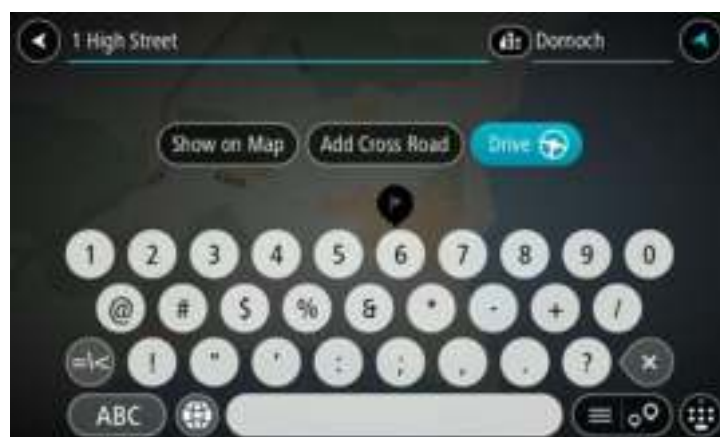 1 High Street Dornoch
Show on Map Add Cross Road Drive
1 2 3 4 5 6 7 8 9 0
@ # $ % & * - + /
=\< ! " ' : ; , . ?
ABC